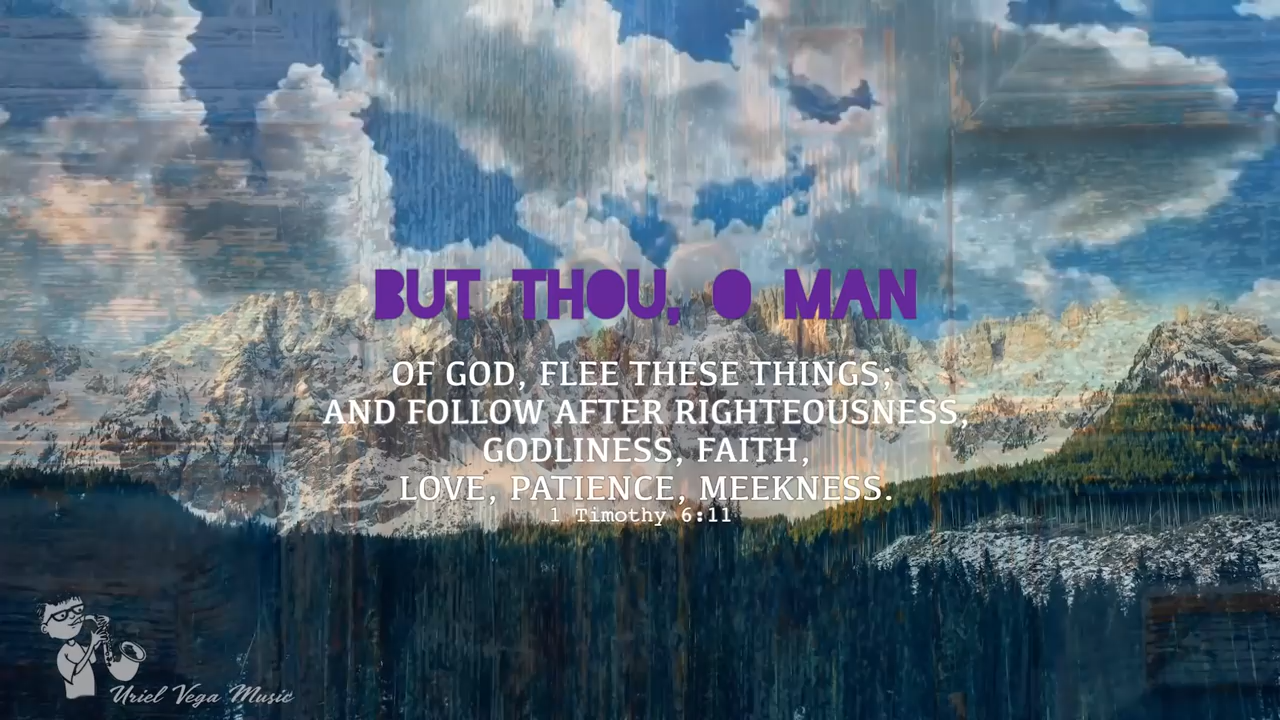 BUT THOU, O MAN
OF GOD, FLEE THESE THINGS;
AND FOLLOW AFTER RIGHTEOUSNESS,
GODLINESS, FAITH,
LOVE, PATIENCE, MEEKNESS.
1 Timothy 6:11
Uriel Vega Music